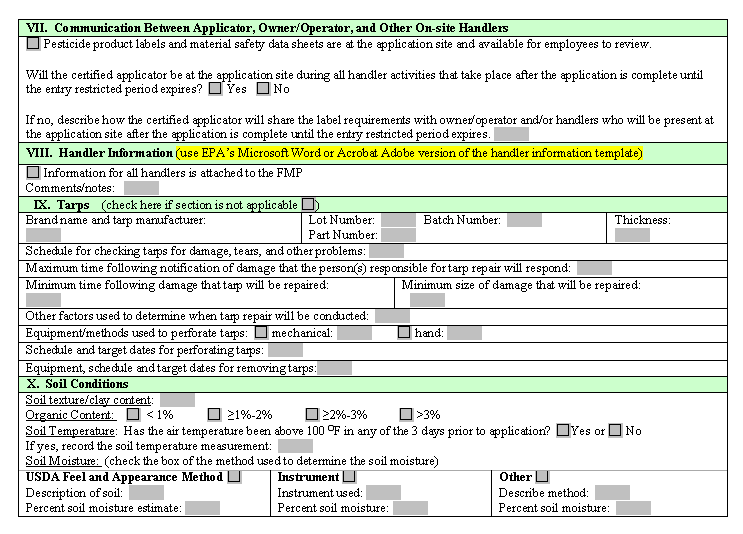 VII. Communication Between Applicator, Owner/Operator, and Other On-site Handlers
Pesticide product labels and material safety data sheets are at the application site and available for employees to review.
Will the certified applicator be at the application site during all handler activities that take place after the application is complete until
the entry restricted period expires? Yes No
If no, describe how the certified applicator will share the label requirements with owner/operator and/or handlers who will be present at
the application site after the application is complete until the entry restricted period expires.
VIII. Handler Information (use EPA's Microsoft Word or Acrobat Adobe version of the handler information template)
Information for all handlers is attached to the FMP
Comments/notes:
IX. Tarps (check here if section is not applicable )
Brand name and tarp manufacturer: Lot Number: Batch Number: Thickness:
Part Number:
Schedule for checking tarps for damage, tears, and other problems:
Maximum time following notification of damage that the person(s) responsible for tarp repair will respond:
Minimum time following damage that tarp will be repaired: Minimum size of damage that will be repaired:
Other factors used to determine when tarp repair will be conducted:
Equipment/methods used to perforate tarps: mechanical: hand:
Schedule and target dates for perforating tarps:
Equipment, schedule and target dates for removing tarps:
X. Soil Conditions
Soil texture/clay content:
Organic Content: < 1% ≥1%-2% ≥2%-3% >3%
Soil Temperature: Has the air temperature been above 100 ºF in any of the 3 days prior to application? Yes or No
If yes, record the soil temperature measurement:
Soil Moisture: (check the box of the method used to determine the soil moisture)
USDA Feel and Appearance Method Instrument Other
Description of soil: Instrument used: Describe method:
Percent soil moisture estimate: Percent soil moisture: Percent soil moisture: